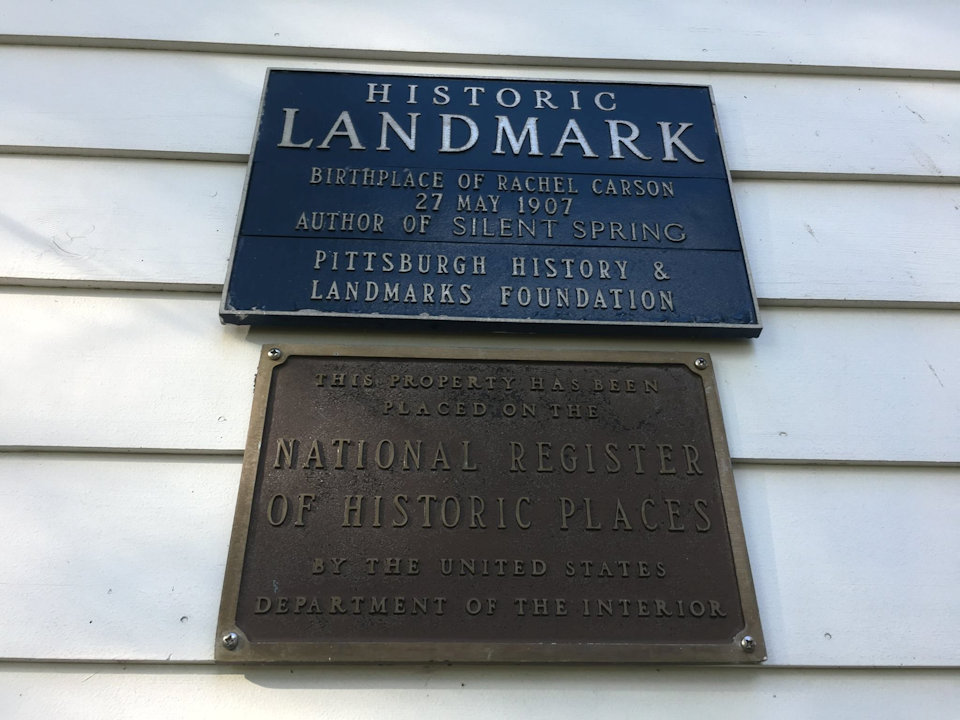 HISTORIC
LANDMARK
BIRTHPLACE OF RACHEL CARSON
27 MAY 1907
AUTHOR OF SILENT SPRING
PITTSBURGH HISTORY &
LANDMARKS FOUNDATION
THIS PROPERTY HAS BEEN
PLACED ON THE
NATIONAL REGISTER
OF HISTORIC PLACES
BY THE UNITED STATES
DEPARTMENT OF THE INTERIOR